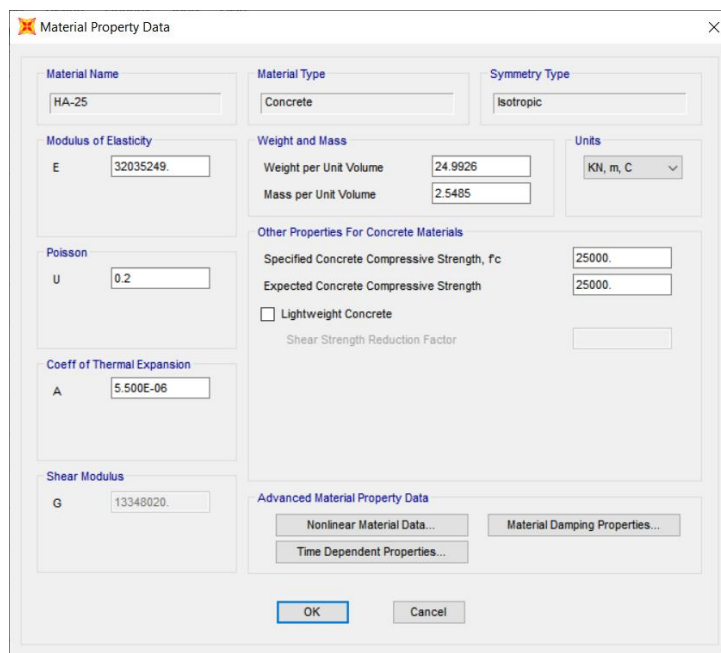 Material Property Data
Material Name
HA-25
Material Type
Concrete
Symmetry Type
Isotropic
Modulus of Elasticity
E 32035249.
Weight and Mass
Weight per Unit Volume 24.9926
Mass per Unit Volume 2.5485
Units
KN, m, C
Poisson
U 0.2
Other Properties For Concrete Materials
Specified Concrete Compressive Strength, f'c 25000.
Expected Concrete Compressive Strength 25000.
Lightweight Concrete
Shear Strength Reduction Factor
Coeff of Thermal Expansion
A 5.500E-06
Shear Modulus
G 13348020.
Advanced Material Property Data
Nonlinear Material Data... Material Damping Properties...
Time Dependent Properties...
OK Cancel